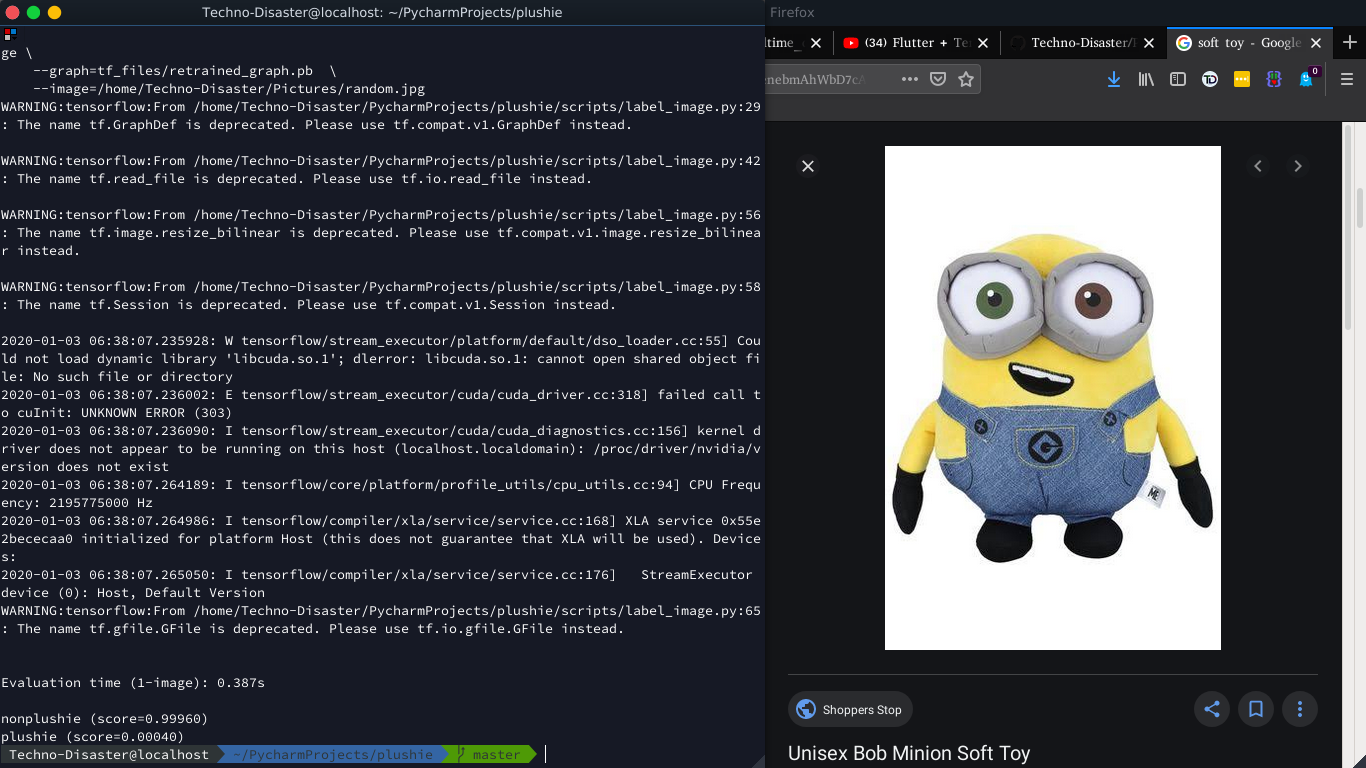 Techno-Disaster@localhost: ~/PycharmProjects/plushie
ge \
--graph=tf_files/retrained_graph.pb \
--image=/home/Techno-Disaster/Pictures/random.jpg
WARNING:tensorflow:From /home/Techno-Disaster/PycharmProjects/plushie/scripts/label_image.py:29
: The name tf.GraphDef is deprecated. Please use tf.compat.v1.GraphDef instead.
WARNING:tensorflow:From /home/Techno-Disaster/PycharmProjects/plushie/scripts/label_image.py:42
: The name tf.read_file is deprecated. Please use tf.io.read_file instead.
WARNING:tensorflow:From /home/Techno-Disaster/PycharmProjects/plushie/scripts/label_image.py:56
: The name tf.image.resize_bilinear is deprecated. Please use tf.compat.v1.image.resize_bilinea
r instead.
WARNING:tensorflow:From /home/Techno-Disaster/PycharmProjects/plushie/scripts/label_image.py:58
: The name tf.Session is deprecated. Please use tf.compat.v1.Session instead.
2020-01-03 06:38:07.235928: W tensorflow/stream_executor/platform/default/dso_loader.cc:55] Cou
ld not load dynamic library 'libcuda.so.1'; dlerror: libcuda.so.1: cannot open shared object fi
le: No such file or directory
2020-01-03 06:38:07.236002: E tensorflow/stream_executor/cuda/cuda_driver.cc:318] failed call t
o cuInit: UNKNOWN ERROR (303)
2020-01-03 06:38:07.236090: I tensorflow/stream_executor/cuda/cuda_diagnostics.cc:156] kernel d
river does not appear to be running on this host (localhost.localdomain): /proc/driver/nvidia/v
ersion does not exist
2020-01-03 06:38:07.264189: I tensorflow/core/platform/profile_utils/cpu_utils.cc:94] CPU Frequ
ency: 2195775000 Hz
2020-01-03 06:38:07.264986: I tensorflow/compiler/xla/service/service.cc:168] XLA service 0x55e
2bececaa0 initialized for platform Host (this does not guarantee that XLA will be used). Device
s:
2020-01-03 06:38:07.265050: I tensorflow/compiler/xla/service/service.cc:176]   StreamExecutor
device (0): Host, Default Version
WARNING:tensorflow:From /home/Techno-Disaster/PycharmProjects/plushie/scripts/label_image.py:65
: The name tf.gfile.GFile is deprecated. Please use tf.io.gfile.GFile instead.
Evaluation time (1-image): 0.387s
nonplushie (score=0.99960)
plushie (score=0.00040)
Techno-Disaster@localhost ~/PycharmProjects/plushie master
Firefox
ltime_ (34) Flutter + Te Techno-Disaster/ soft toy - Google
enebmAhWbD7cA
TD
0
ME
Shoppers Stop
Unisex Bob Minion Soft Toy